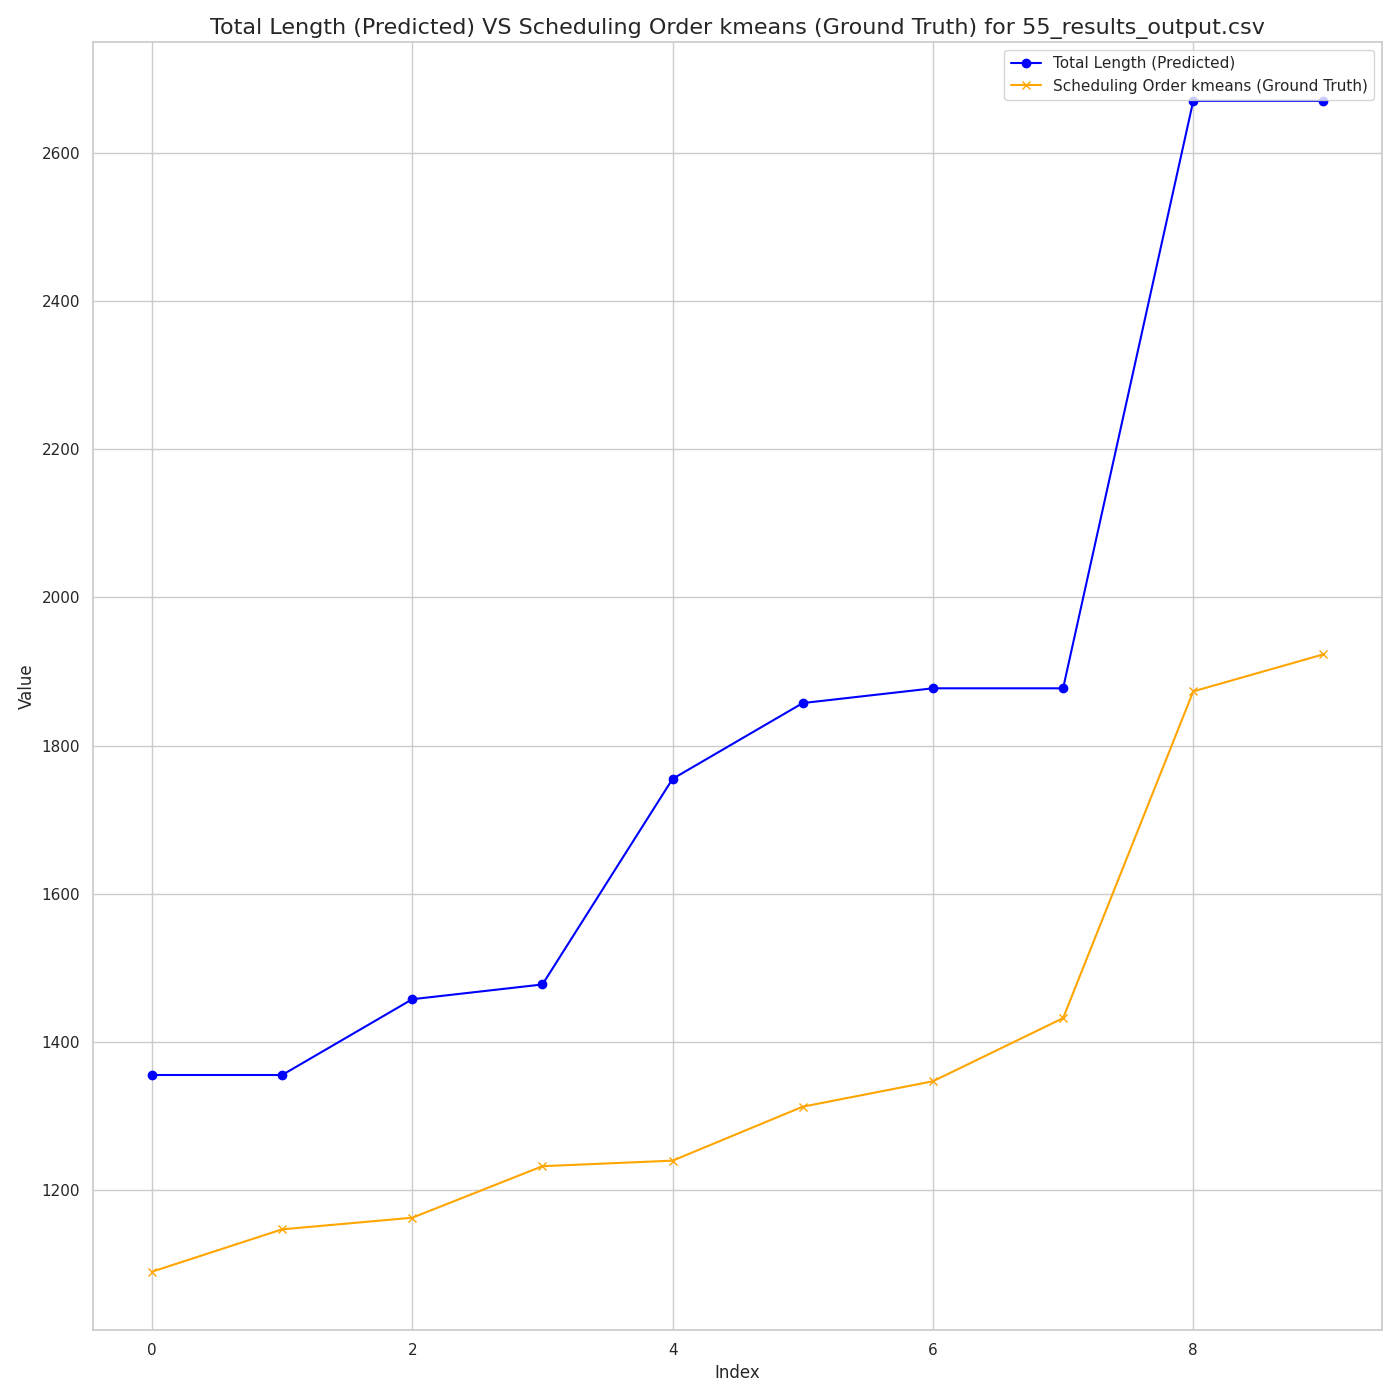 Total Length (Predicted) VS Scheduling Order kmeans (Ground Truth) for 55_results_output.csv
Total Length (Predicted)
Scheduling Order kmeans (Ground Truth)
2600
2400
2200
2000
1800
1600
1400
1200
Value
0 2 4 6 8
Index